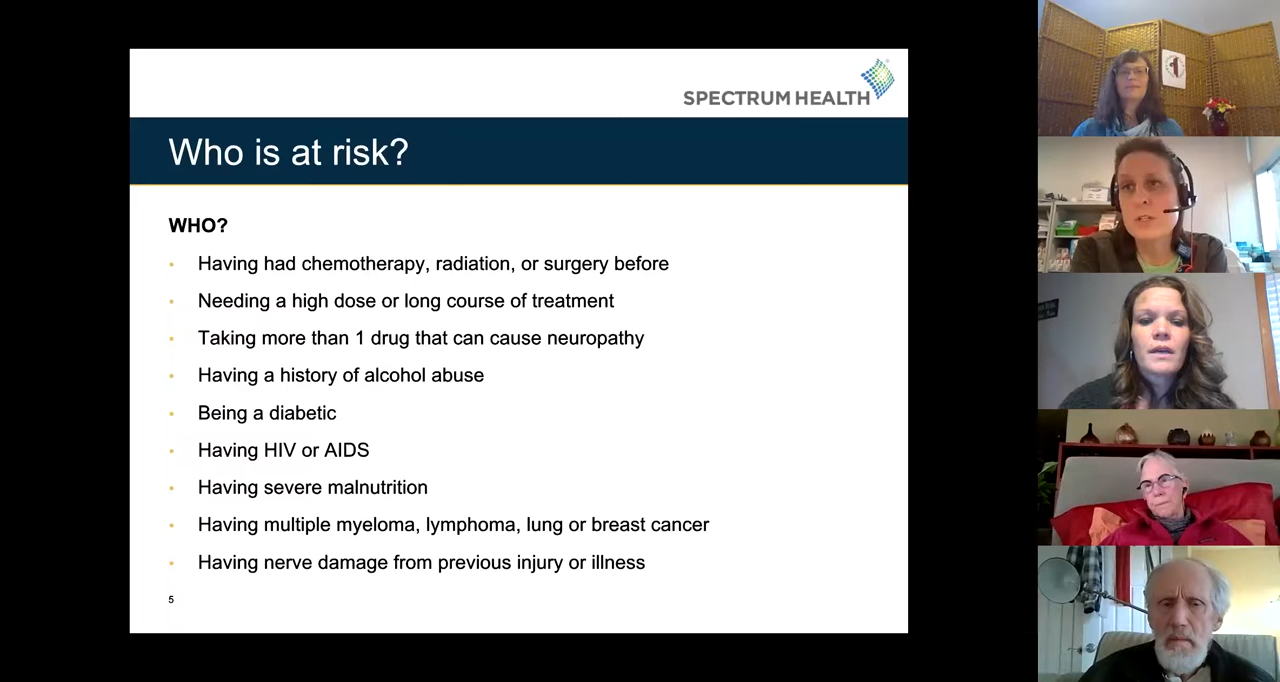 SPECTRUM HEALTH
Who is at risk?
WHO?
• Having had chemotherapy, radiation, or surgery before
• Needing a high dose or long course of treatment
• Taking more than 1 drug that can cause neuropathy
• Having a history of alcohol abuse
• Being a diabetic
• Having HIV or AIDS
• Having severe malnutrition
• Having multiple myeloma, lymphoma, lung or breast cancer
• Having nerve damage from previous injury or illness
5